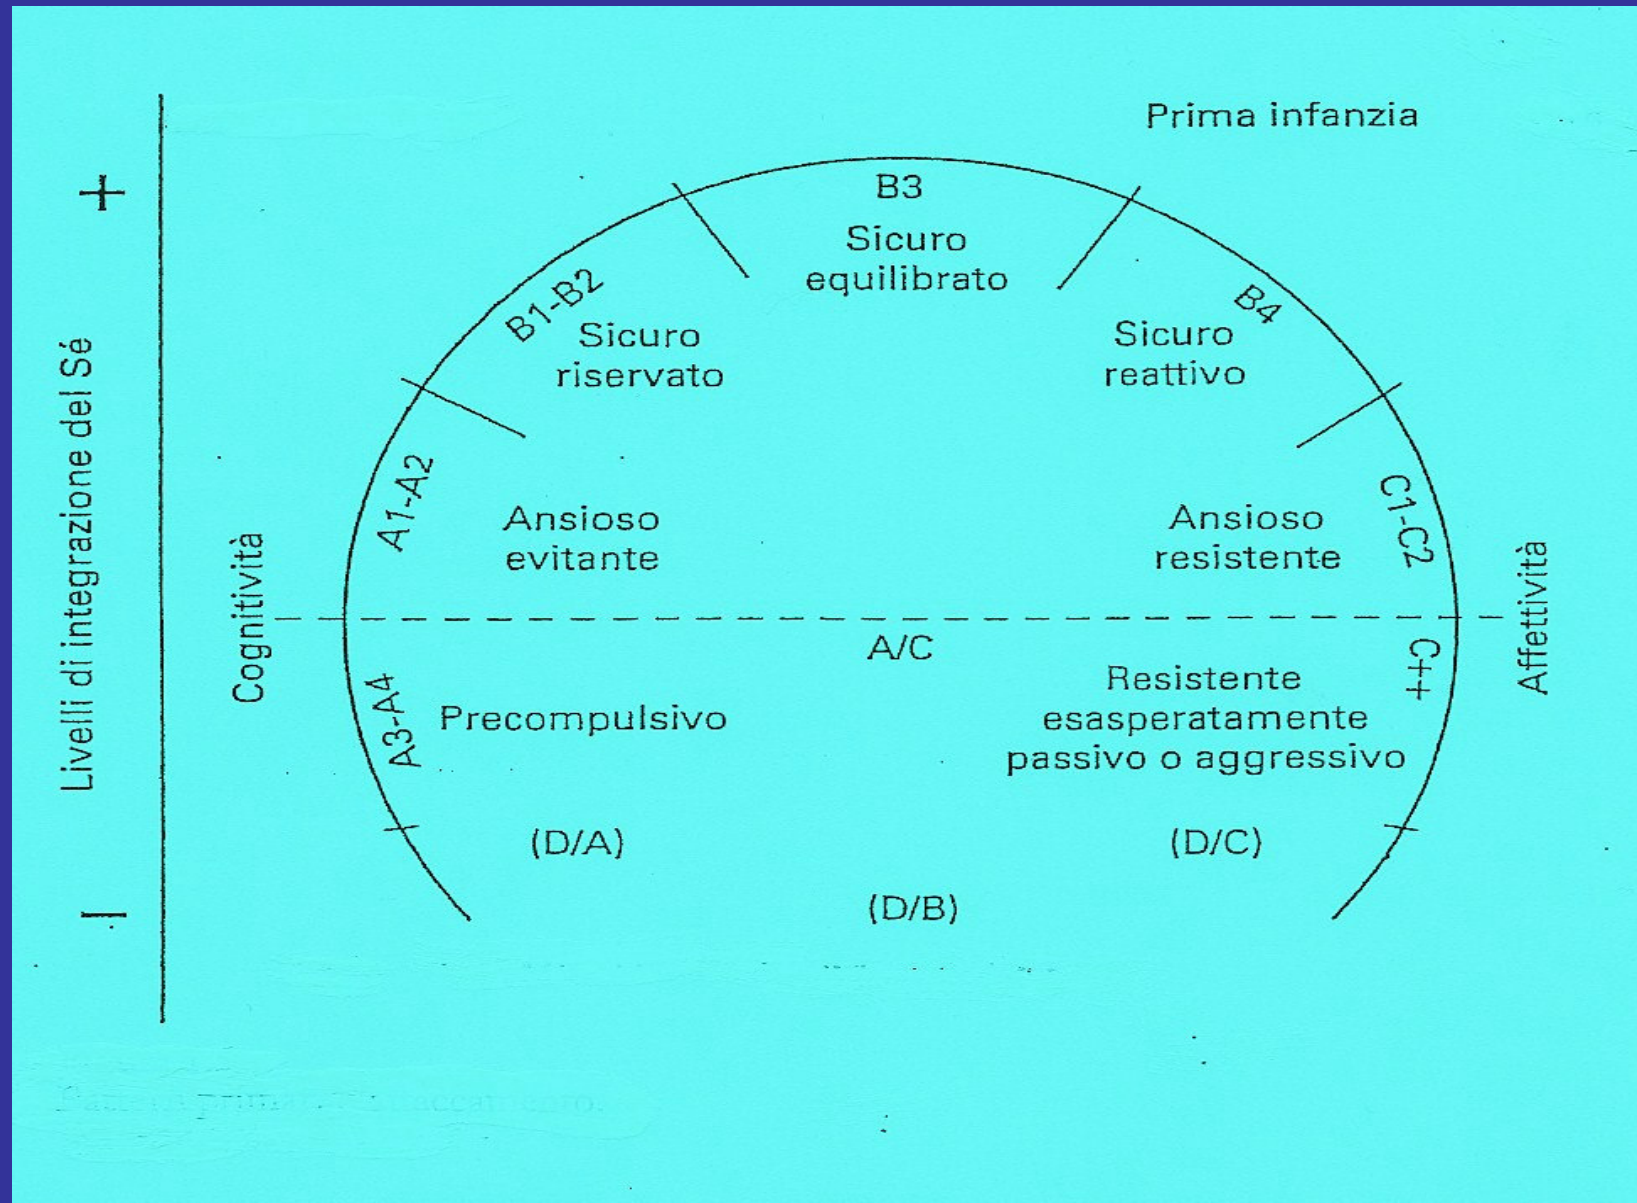 Prima infanzia
+
B3
Sicuro
equilibrato
B1-B2
Sicuro
riservato
B4
Sicuro
reattivo
Livelli di integrazione del Sé
A1-A2
Ansioso
evitante
C1-C2
Ansioso
resistente
Cognitività
Affettività
A/C
A3-A4
Precompulsivo
C++
Resistente
esasperatamente
passivo o aggressivo
(D/A)
(D/C)
(D/B)
–